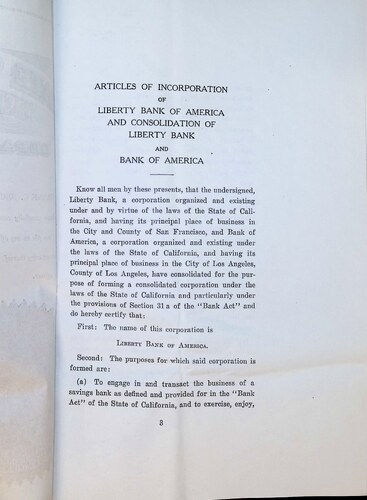 ARTICLES OF INCORPORATION
OF
LIBERTY BANK OF AMERICA
AND CONSOLIDATION OF
LIBERTY BANK
AND
BANK OF AMERICA
Know all men by these presents, that the undersigned,
Liberty Bank, a corporation organized and existing
under and by virtue of the laws of the State of Cali-
fornia, and having its principal place of business in
the City and County of San Francisco, and Bank of
America, a corporation organized and existing under
the laws of the State of California, and having its
principal place of business in the City of Los Angeles,
County of Los Angeles, have consolidated for the pur-
pose of forming a consolidated corporation under the
laws of the State of California and particularly under
the provisions of Section 31 a of the "Bank Act" and
do hereby certify that:
First: The name of this corporation is
LIBERTY BANK OF AMERICA.
Second: The purposes for which said corporation is
formed are:
(a) To engage in and transact the business of a
savings bank as defined and provided for in the "Bank
Act" of the State of California, and to exercise, enjoy,
3